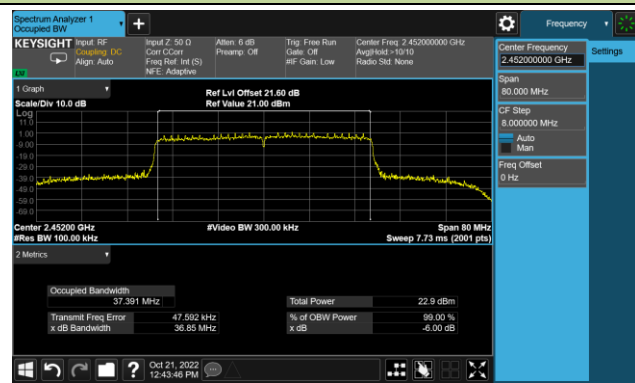 Spectrum Analyzer 1
Occupied BW
+
Frequency
KEYSIGHT
Input: RF
Coupling: DC
Align: Auto
Input Z: 50 Ω
Corr CCorr
Freq Ref: Int (S)
NFE: Adaptive
Atten: 6 dB
Preamp: Off
Trig: Free Run
Gate: Off
#IF Gain: Low
Center Freq: 2.452000000 GHz
Avg|Hold:>10/10
Radio Std: None
LXI
Center Frequency
2.452000000 GHz
Settings
Span
80.000 MHz
CF Step
8.000000 MHz
Auto
Man
Freq Offset
0 Hz
1 Graph
Scale/Div 10.0 dB
Ref Lvl Offset 21.60 dB
Ref Value 21.00 dBm
Log
11.0
1.00
-9.00
-19.0
-29.0
-39.0
-49.0
-59.0
-69.0
Center 2.45200 GHz
#Res BW 100.00 kHz
#Video BW 300.00 kHz
Span 80 MHz
Sweep 7.73 ms (2001 pts)
2 Metrics
Occupied Bandwidth
37.391 MHz
Total Power 22.9 dBm
Transmit Freq Error 47.592 kHz
% of OBW Power 99.00 %
x dB Bandwidth 36.85 MHz
x dB -6.00 dB
?
Oct 21, 2022
12:43:46 PM